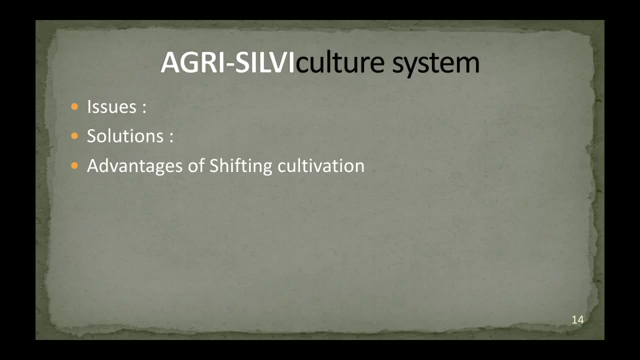 AGRI-SILVIculture system
• Issues :
• Solutions :
• Advantages of Shifting cultivation
14